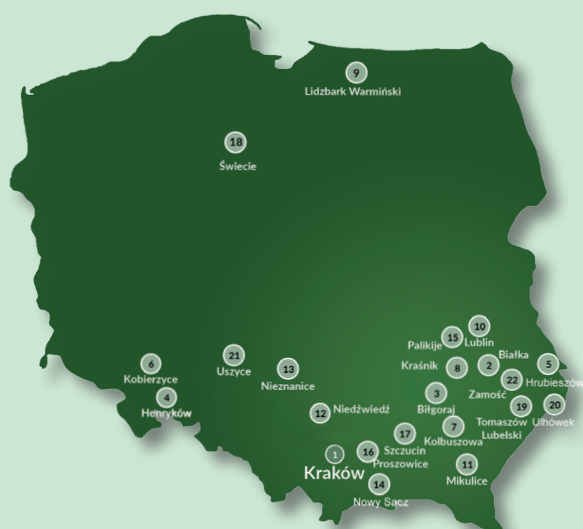 9
Lidzbark Warmiński
18
Świecie
10
Lublin
15
Palikije
Białka
2
5
Hrubieszów
Kraśnik
8
22
Zamość
21
Uszyce
13
Nieznanice
6
Kobierzyce
4
Henryków
3
Biłgoraj
19
Tomaszów
Lubelski
20
Ulhówek
12
Niedźwiedź
7
Kolbuszowa
17
Szczucin
16
Proszowice
1
Kraków
11
Mikulice
14
Nowy Sącz